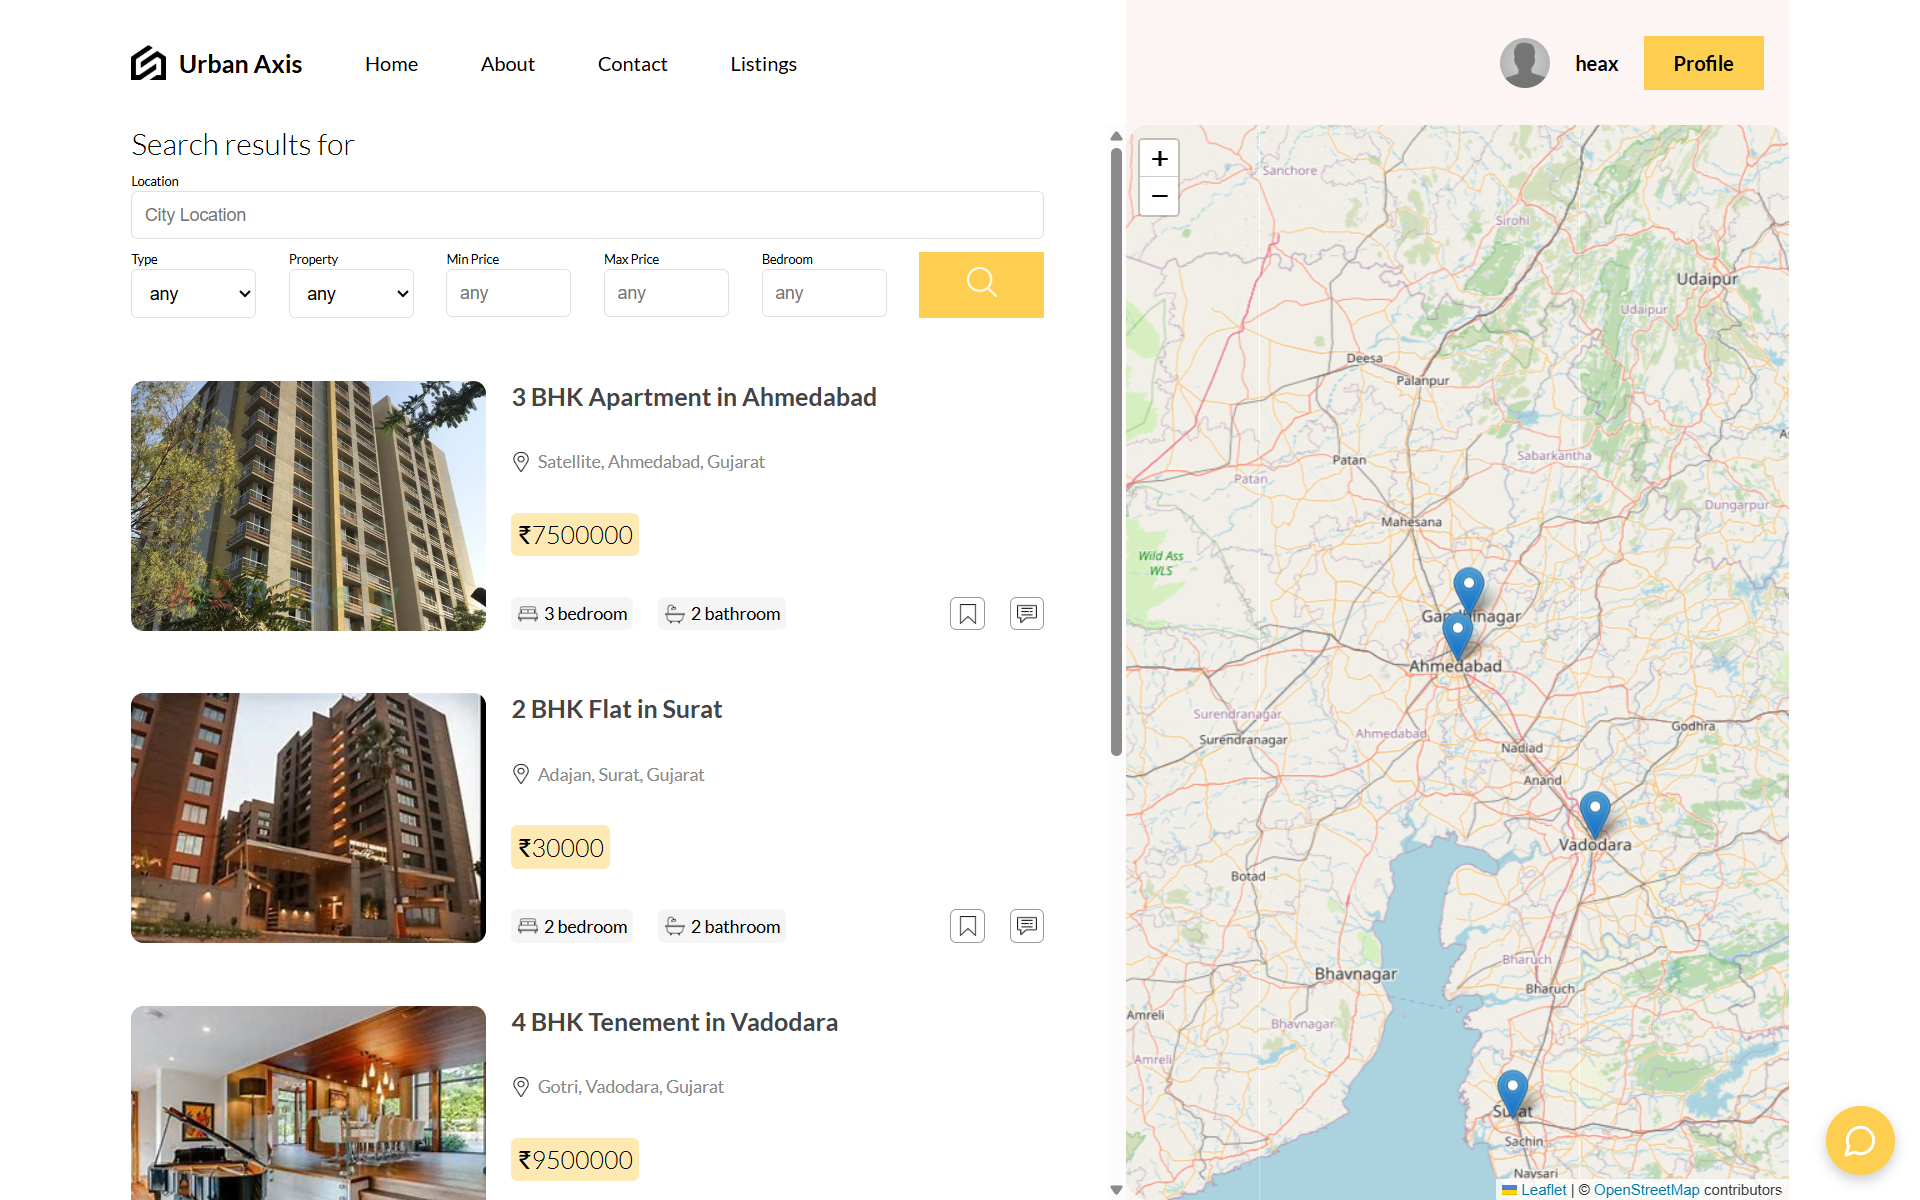 Urban Axis
Home
About
Contact
Listings
heax
Profile
Search results for
Location
City Location
Type
Property
Min Price
Max Price
Bedroom
any
any
any
any
any
3 BHK Apartment in Ahmedabad
Satellite, Ahmedabad, Gujarat
₹7500000
3 bedroom
2 bathroom
2 BHK Flat in Surat
Adajan, Surat, Gujarat
₹30000
2 bedroom
2 bathroom
4 BHK Tenement in Vadodara
Gotri, Vadodara, Gujarat
₹9500000
+
−
Sanchore
Sirohi
Udaipur
Udaipur
Deesa
Palanpur
Patan
Patan
Sabarkantha
Dungarpur
Mahesana
Wild Ass
WLS
Gandhinagar
Ahmedabad
Surendranagar
Surendranagar
Ahmedabad
Nadiad
Godhra
Anand
Vadodara
Botad
Bhavnagar
Bharuch
Bharuch
Amreli
Bhavnagar
Amreli
Surat
Sachin
Navsari
Leaflet | © OpenStreetMap contributors